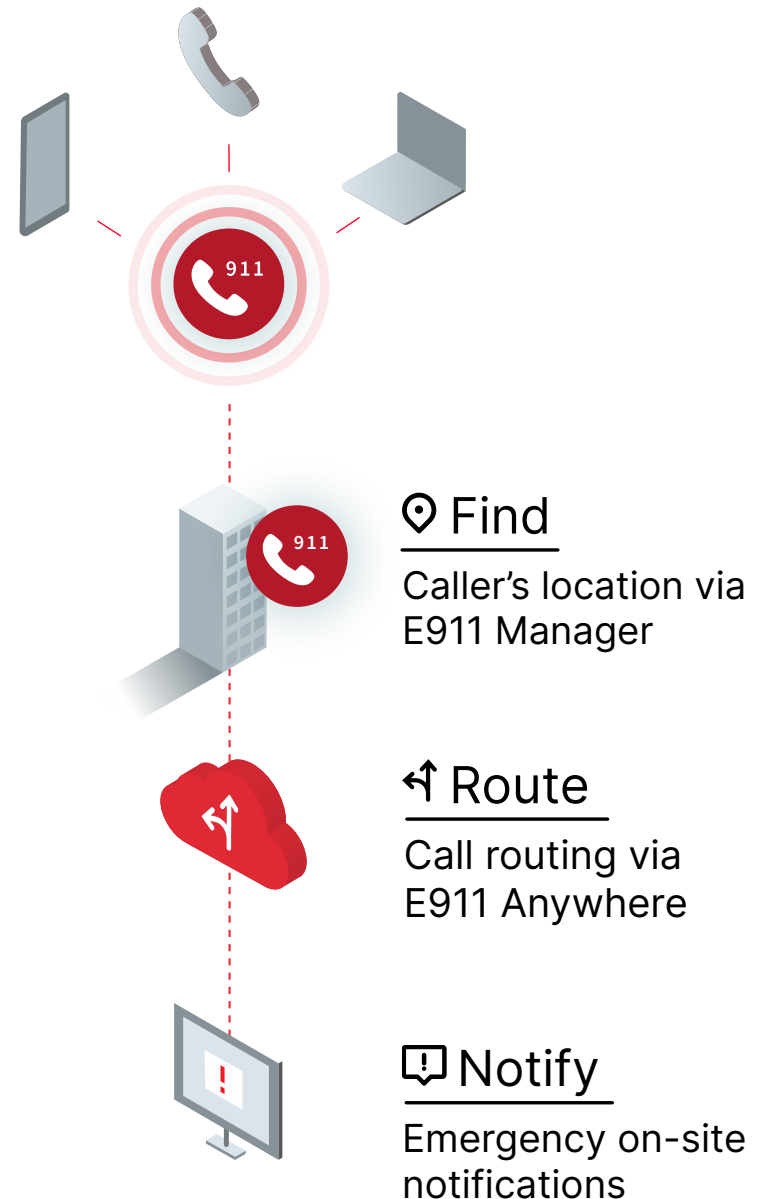 911
911
Find
Caller’s location via
E911 Manager
Route
Call routing via
E911 Anywhere
Notify
Emergency on-site
notifications